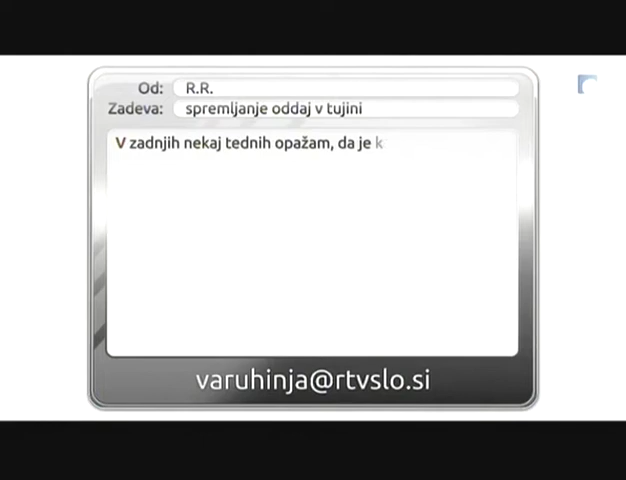 Od: R.R.
Zadeva: spremljanje oddaj v tujini
V zadnjih nekaj tednih opažam, da je k
varuhinja@rtvslo.si